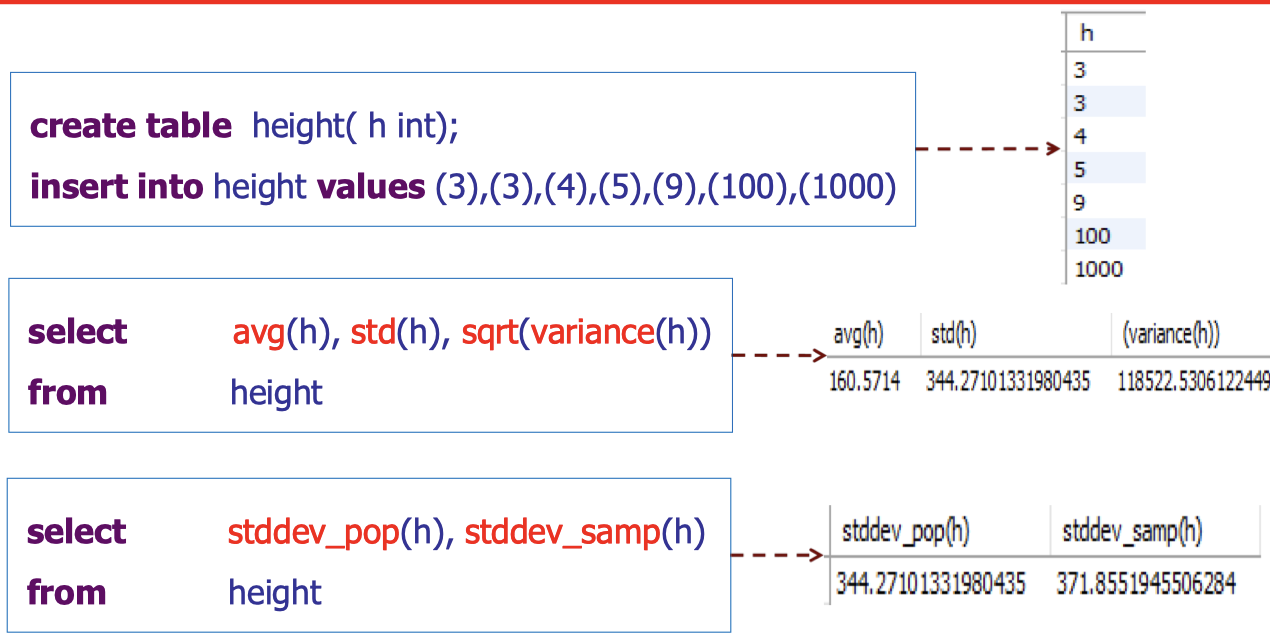 h
3
3
4
5
9
100
1000
create table height( h int);
insert into height values (3),(3),(4),(5),(9),(100),(1000)
select avg(h), std(h), sqrt(variance(h))
from height
avg(h) std(h) (variance(h))
160.5714 344.27101331980435 118522.5306122449
select stddev_pop(h), stddev_samp(h)
from height
stddev_pop(h) stddev_samp(h)
344.27101331980435 371.8551945506284